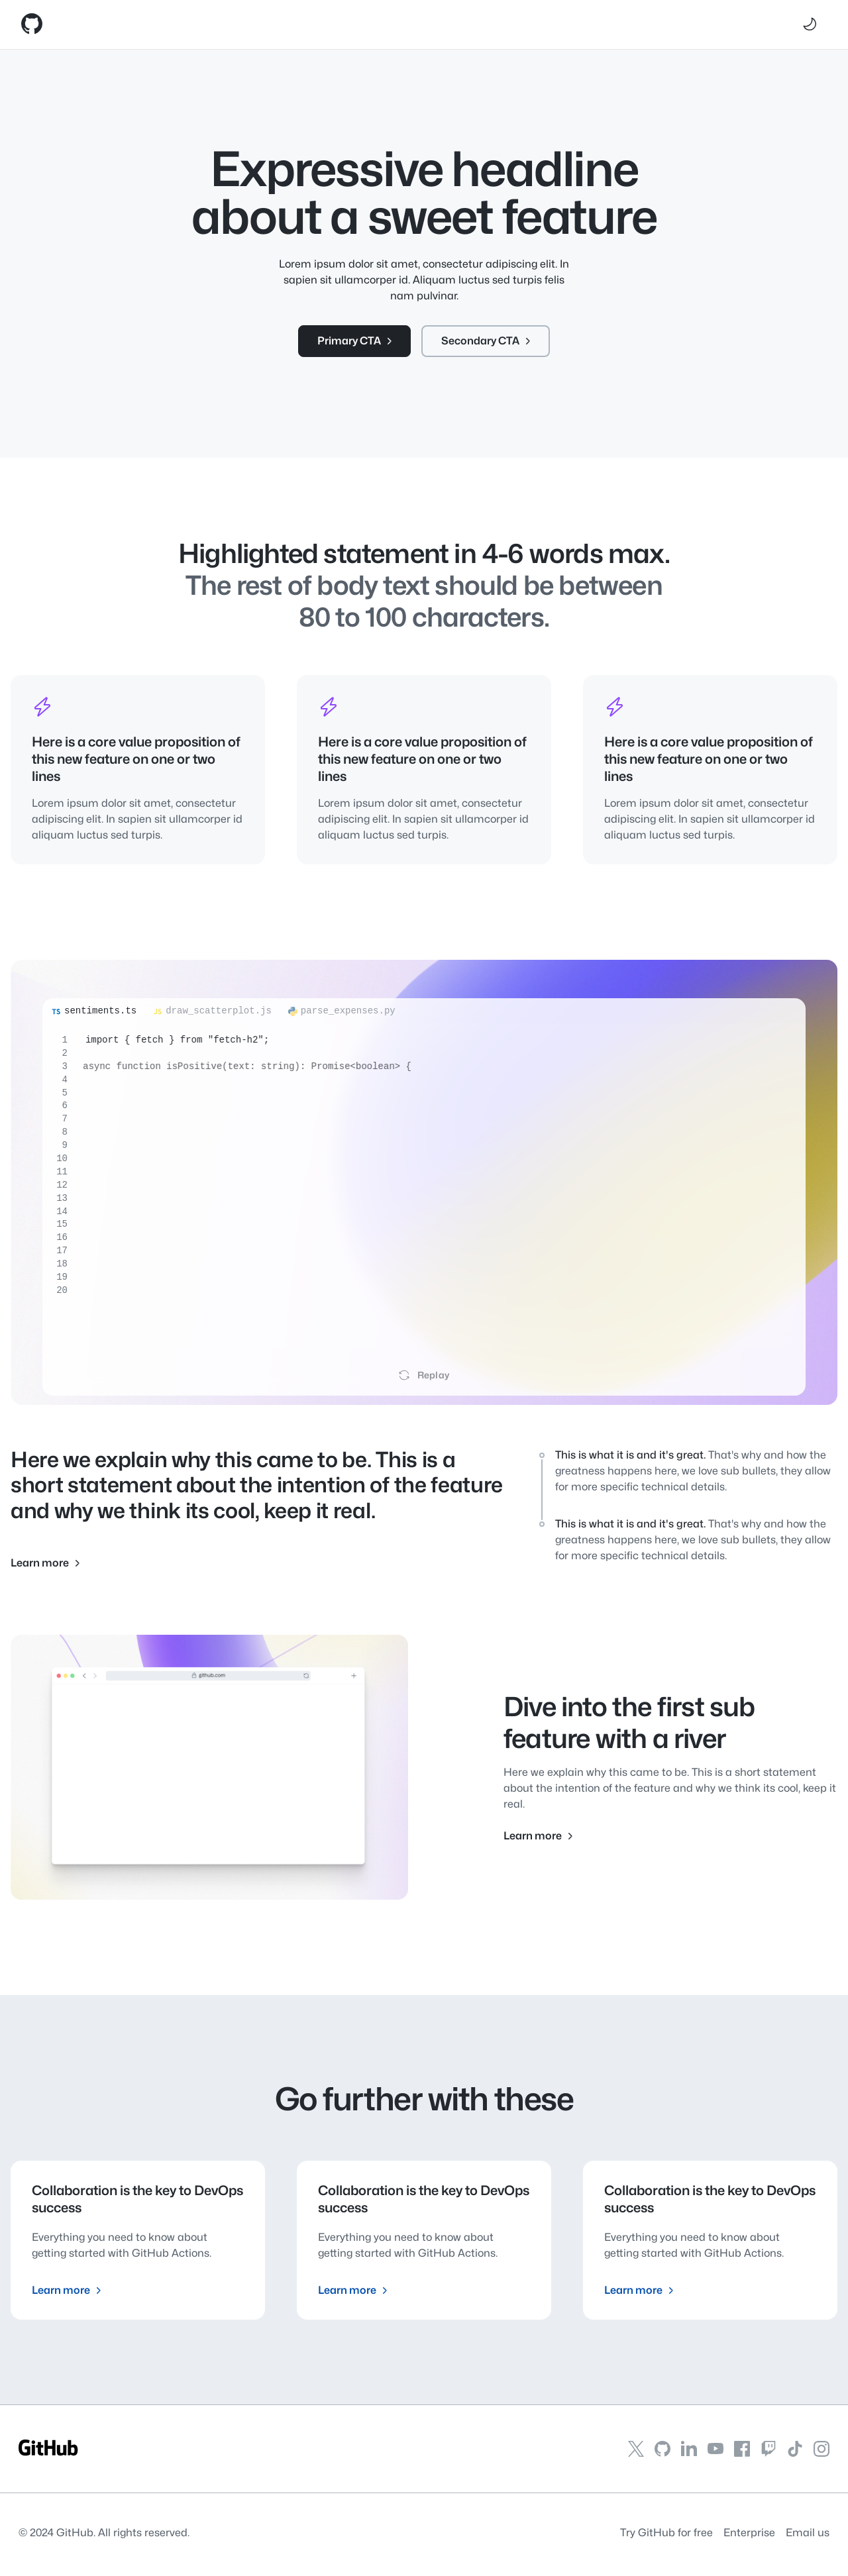 Expressive headline
about a sweet feature
Lorem ipsum dolor sit amet, consectetur adipiscing elit. In
sapien sit ullamcorper id. Aliquam luctus sed turpis felis
nam pulvinar.
Primary CTA
Secondary CTA
Highlighted statement in 4-6 words max.
The rest of body text should be between
80 to 100 characters.
Here is a core value proposition of
this new feature on one or two
lines
Lorem ipsum dolor sit amet, consectetur
adipiscing elit. In sapien sit ullamcorper id
aliquam luctus sed turpis.
Here is a core value proposition of
this new feature on one or two
lines
Lorem ipsum dolor sit amet, consectetur
adipiscing elit. In sapien sit ullamcorper id
aliquam luctus sed turpis.
Here is a core value proposition of
this new feature on one or two
lines
Lorem ipsum dolor sit amet, consectetur
adipiscing elit. In sapien sit ullamcorper id
aliquam luctus sed turpis.
TS sentiments.ts
JS draw_scatterplot.js
parse_expenses.py
1 import { fetch } from "fetch-h2";
2
3 async function isPositive(text: string): Promise<boolean> {
4
5
6
7
8
9
10
11
12
13
14
15
16
17
18
19
20
Replay
Here we explain why this came to be. This is a
short statement about the intention of the feature
and why we think its cool, keep it real.
Learn more
This is what it is and it's great. That's why and how the
greatness happens here, we love sub bullets, they allow
for more specific technical details.
This is what it is and it's great. That's why and how the
greatness happens here, we love sub bullets, they allow
for more specific technical details.
github.com
Dive into the first sub
feature with a river
Here we explain why this came to be. This is a short statement
about the intention of the feature and why we think its cool, keep it
real.
Learn more
Go further with these
Collaboration is the key to DevOps
success
Everything you need to know about
getting started with GitHub Actions.
Learn more
Collaboration is the key to DevOps
success
Everything you need to know about
getting started with GitHub Actions.
Learn more
Collaboration is the key to DevOps
success
Everything you need to know about
getting started with GitHub Actions.
Learn more
GitHub
© 2024 GitHub. All rights reserved.
Try GitHub for free
Enterprise
Email us